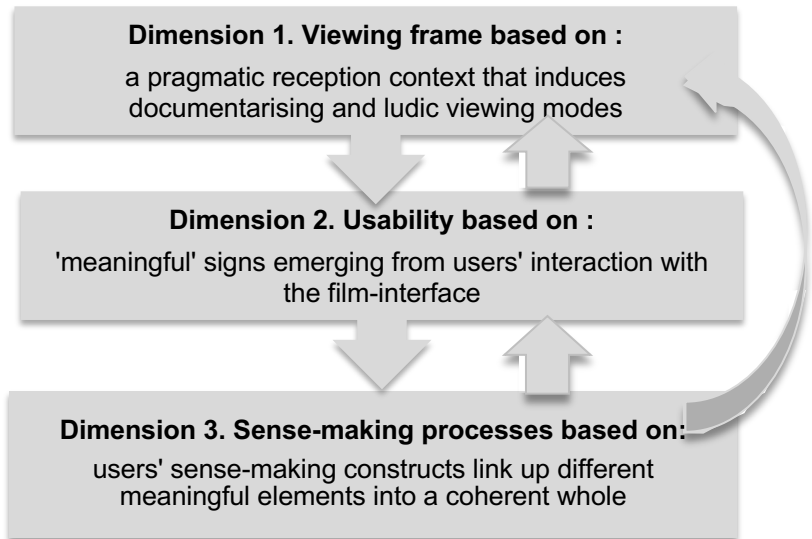 Dimension 1. Viewing frame based on :
a pragmatic reception context that induces
documentarising and ludic viewing modes
Dimension 2. Usability based on :
'meaningful' signs emerging from users' interaction with
the film-interface
Dimension 3. Sense-making processes based on:
users' sense-making constructs link up different
meaningful elements into a coherent whole